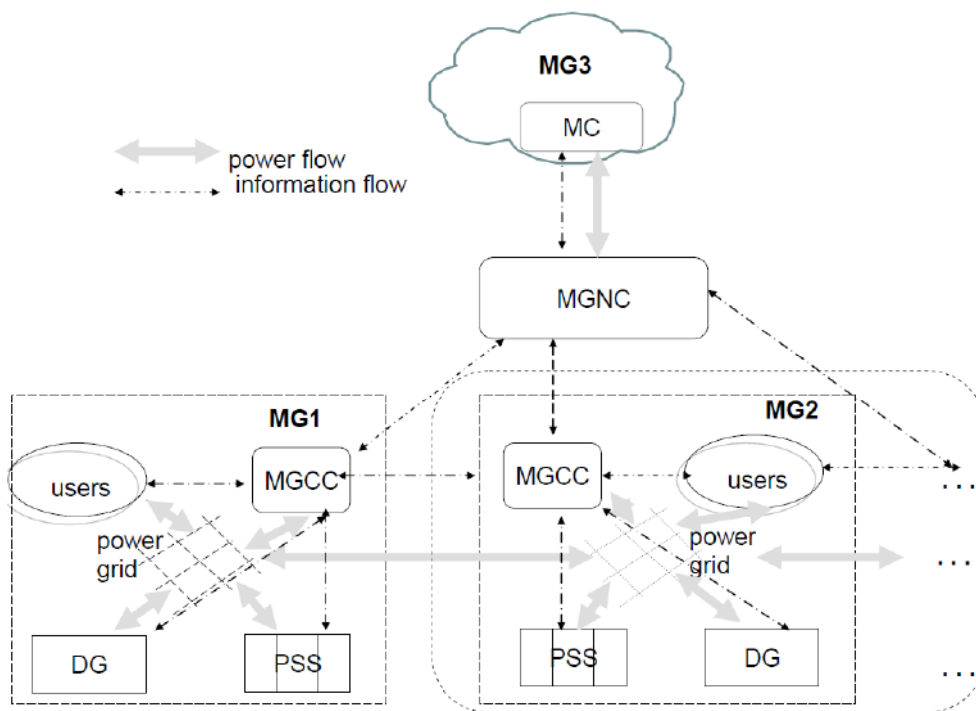 MG3
MC
power flow
information flow
MGNC
MG1
MG2
users
MGCC
MGCC
users
...
power
grid
power
grid
...
DG
PSS
PSS
DG
...